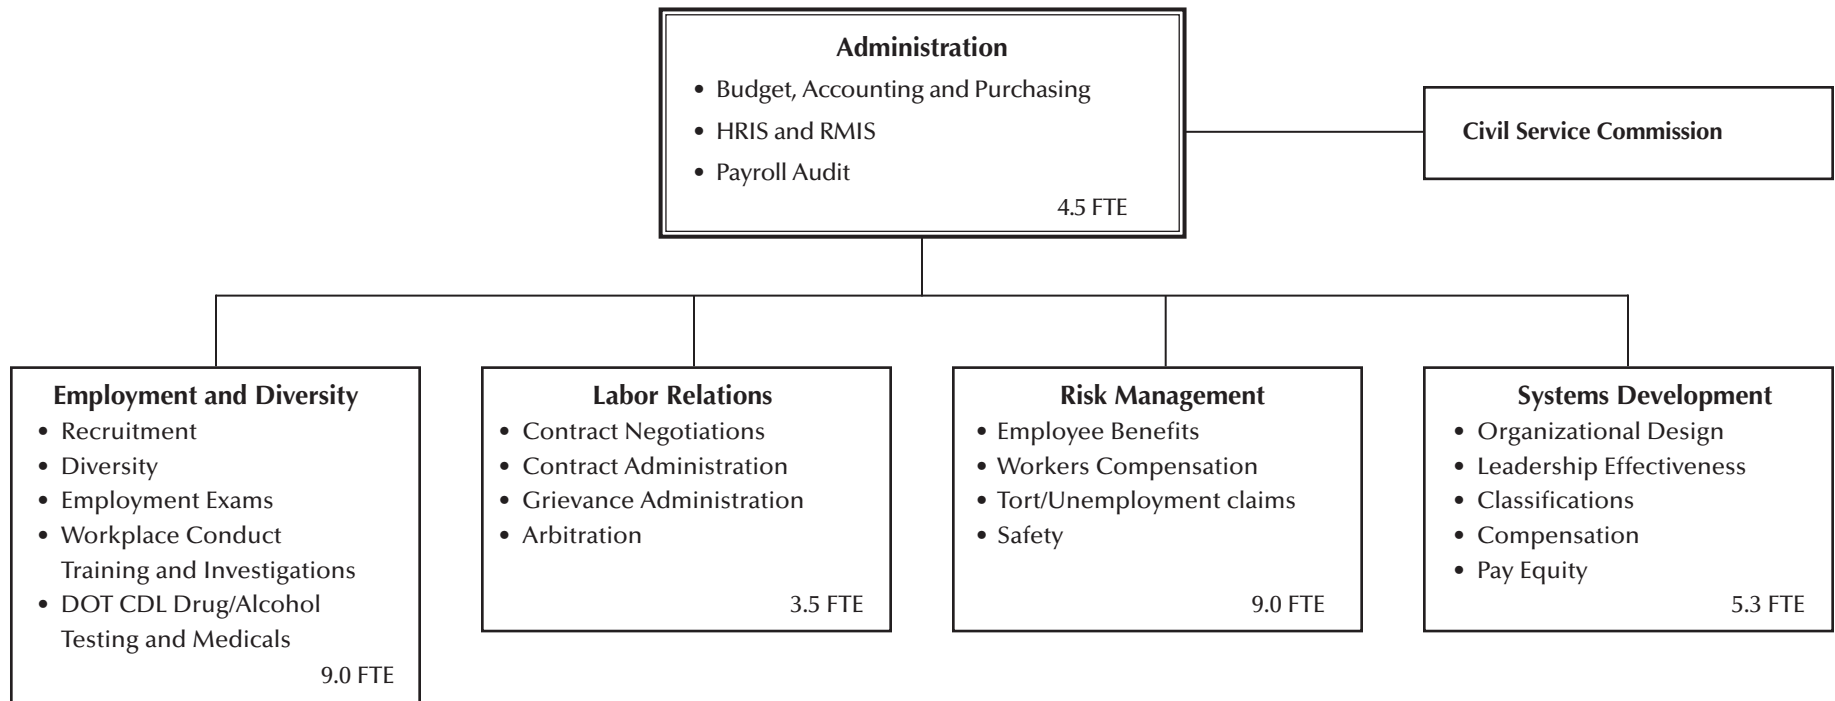 Administration
• Budget, Accounting and Purchasing
• HRIS and RMIS
• Payroll Audit
4.5 FTE
Civil Service Commission
Employment and Diversity
• Recruitment
• Diversity
• Employment Exams
• Workplace Conduct
Training and Investigations
• DOT CDL Drug/Alcohol
Testing and Medicals
9.0 FTE
Labor Relations
• Contract Negotiations
• Contract Administration
• Grievance Administration
• Arbitration
3.5 FTE
Risk Management
• Employee Benefits
• Workers Compensation
• Tort/Unemployment claims
• Safety
9.0 FTE
Systems Development
• Organizational Design
• Leadership Effectiveness
• Classifications
• Compensation
• Pay Equity
5.3 FTE